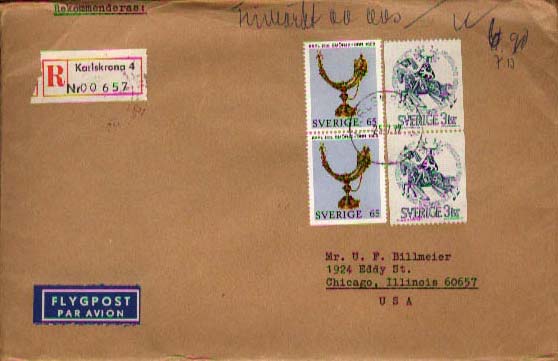 Rekommenderas:
R
Karlskrona 4
Nr 00 657
SVERIGE 65
SVERIGE 3kr
SVERIGE 65
SVERIGE 3kr
Mr. U. F. Billmeier
1924 Eddy St.
Chicago, Illinois 60657
U S A
FLYGPOST
PAR AVION